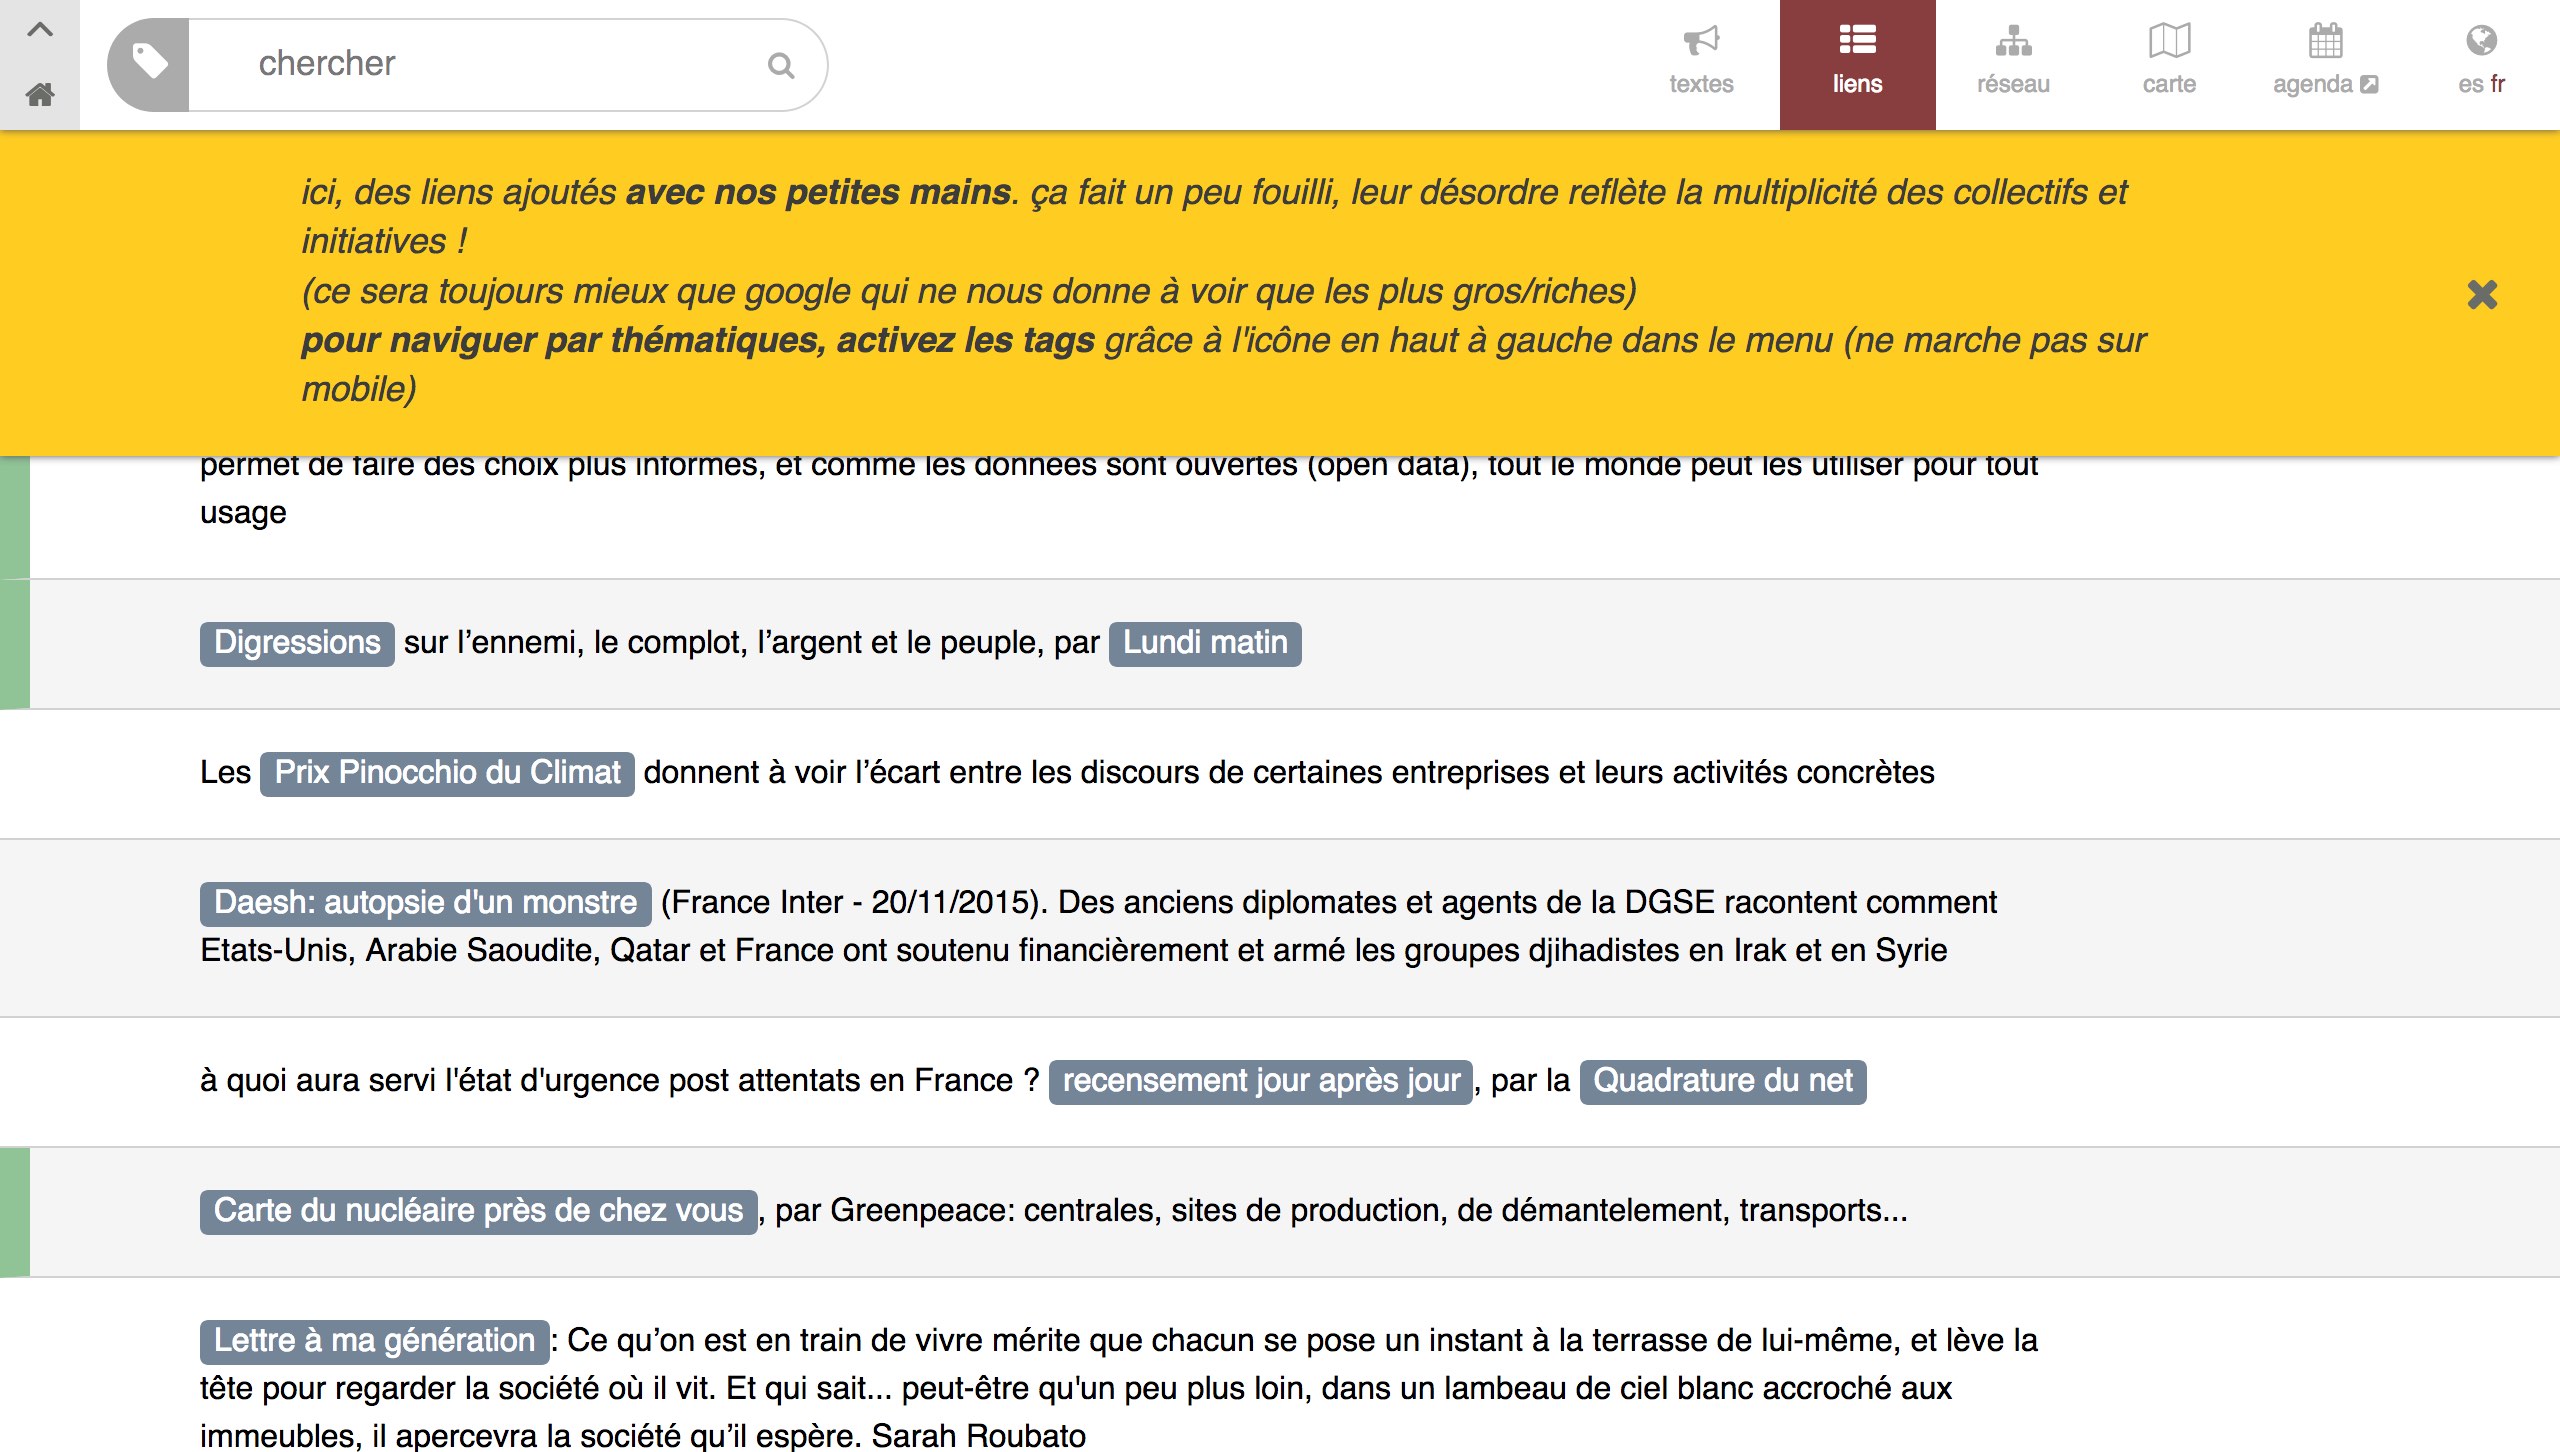 chercher
textes
liens
réseau
carte
agenda
es fr
ici, des liens ajoutés avec nos petites mains. ça fait un peu fouilli, leur désordre reflète la multiplicité des collectifs et
initiatives !
(ce sera toujours mieux que google qui ne nous donne à voir que les plus gros/riches)
pour naviguer par thématiques, activez les tags grâce à l'icône en haut à gauche dans le menu (ne marche pas sur
mobile)
permet de faire des choix plus informés, et comme les données sont ouvertes (open data), tout le monde peut les utiliser pour tout
usage
Digressions sur l’ennemi, le complot, l’argent et le peuple, par Lundi matin
Les Prix Pinocchio du Climat donnent à voir l’écart entre les discours de certaines entreprises et leurs activités concrètes
Daesh: autopsie d'un monstre (France Inter - 20/11/2015). Des anciens diplomates et agents de la DGSE racontent comment
Etats-Unis, Arabie Saoudite, Qatar et France ont soutenu financièrement et armé les groupes djihadistes en Irak et en Syrie
à quoi aura servi l'état d'urgence post attentats en France ? recensement jour après jour, par la Quadrature du net
Carte du nucléaire près de chez vous, par Greenpeace: centrales, sites de production, de démantelement, transports...
Lettre à ma génération: Ce qu’on est en train de vivre mérite que chacun se pose un instant à la terrasse de lui-même, et lève la
tête pour regarder la société où il vit. Et qui sait... peut-être qu'un peu plus loin, dans un lambeau de ciel blanc accroché aux
immeubles, il apercevra la société qu’il espère. Sarah Roubato